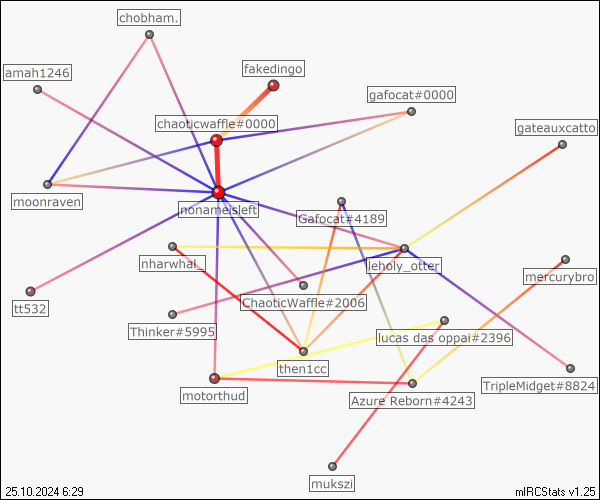 chobham.
amah1246
fakedingo
gafocat#0000
chaoticwaffle#0000
gateauxcatto
moonraven
nonameisleft
Gafocat#4189
nharwhal_
leholy_otter
mercurybro
tt532
ChaoticWaffle#2006
Thinker#5995
lucas das oppai#2396
then1cc
motorthud
Azure Reborn#4243
TripleMidget#8824
mukszi
25.10.2024 6:29
mIRCStats v1.25